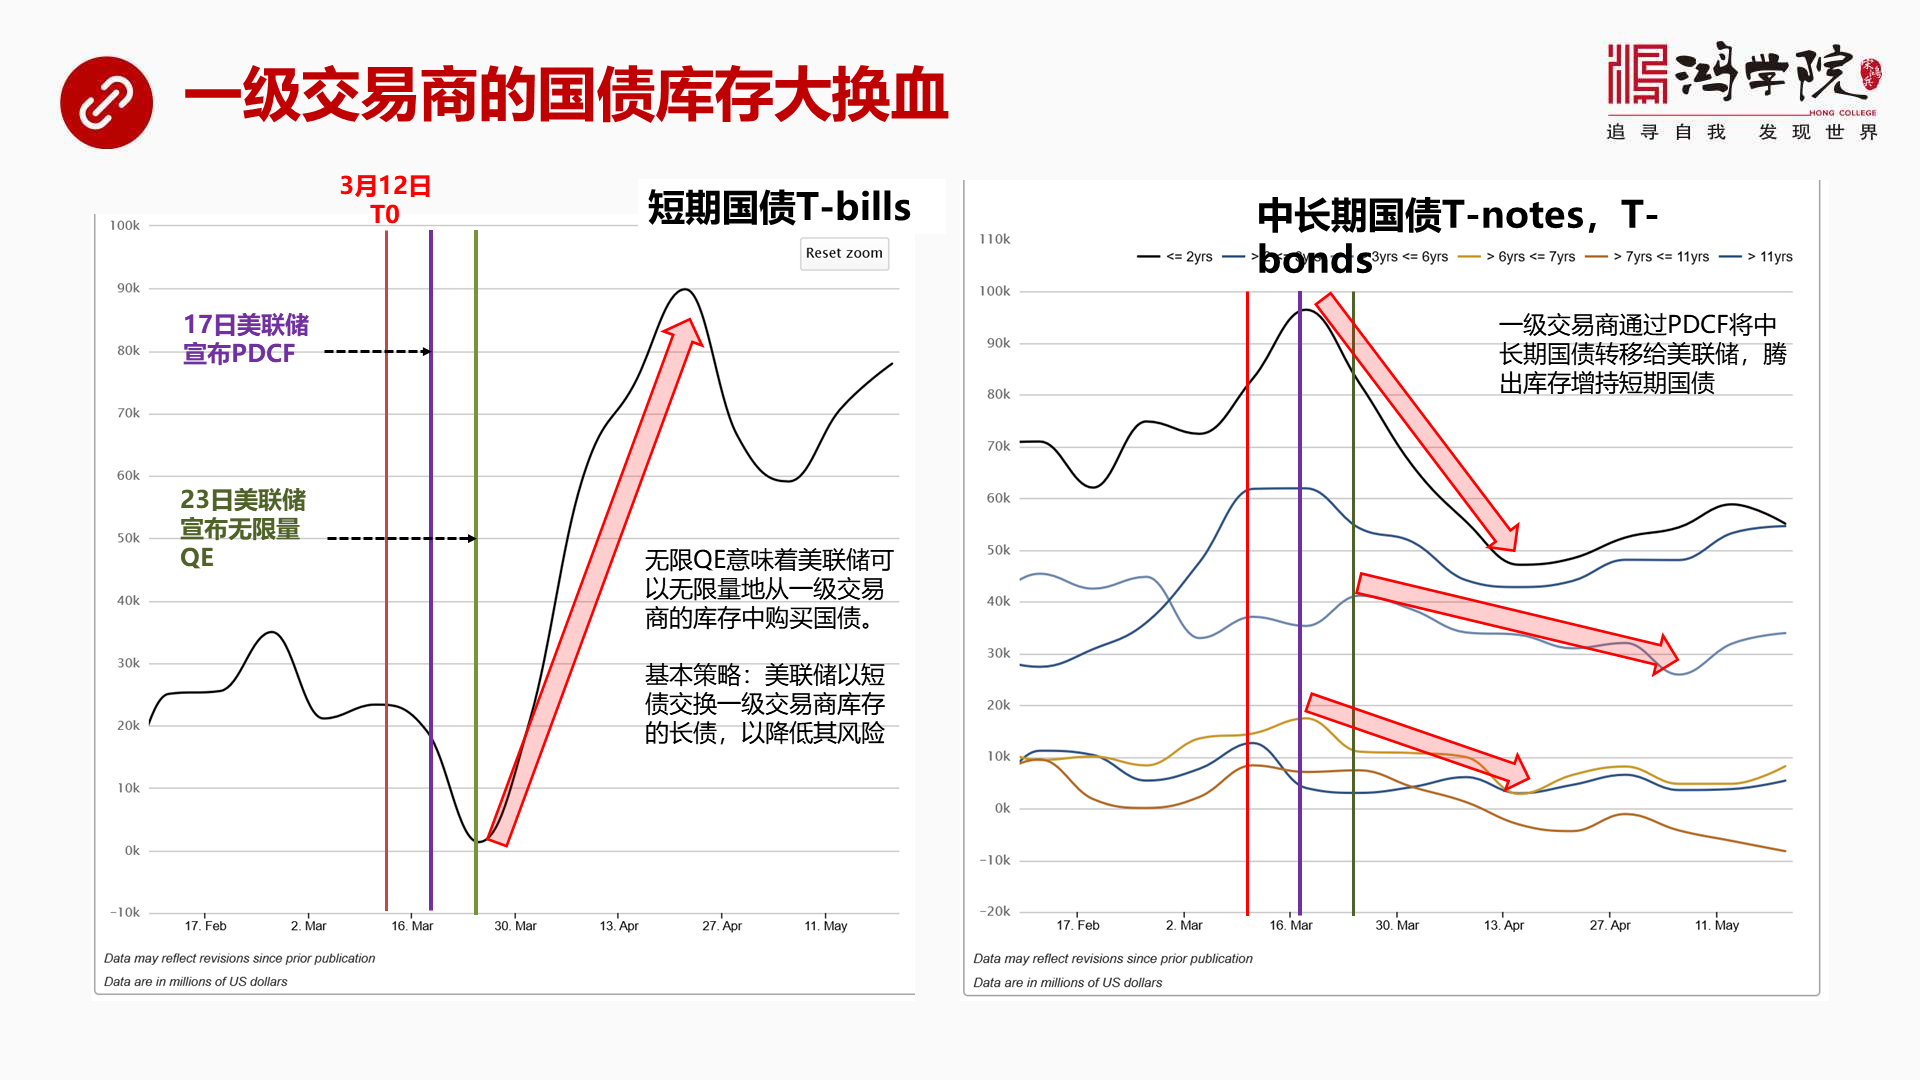 一级交易商的国债库存大换血
鸿学院
HONG COLLEGE
追寻自我 发现世界
3月12日
T0
短期国债T-bills
Reset zoom
100k
90k
80k
70k
60k
50k
40k
30k
20k
10k
0k
-10k
17日美联储
宣布PDCF
23日美联储
宣布无限量
QE
无限QE意味着美联储可
以无限量地从一级交易
商的库存中购买国债。
基本策略：美联储以短
债交换一级交易商库存
的长债，以降低其风险
17. Feb
2. Mar
16. Mar
30. Mar
13. Apr
27. Apr
11. May
Data may reflect revisions since prior publication
Data are in millions of US dollars
中长期国债T-notes，T-
bonds
<= 2yrs
3yrs <= 6yrs
> 6yrs <= 7yrs
> 7yrs <= 11yrs
> 11yrs
110k
100k
90k
80k
70k
60k
50k
40k
30k
20k
10k
0k
-10k
-20k
一级交易商通过PDCF将中
长期国债转移给美联储，腾
出库存增持短期国债
17. Feb
2. Mar
16. Mar
30. Mar
13. Apr
27. Apr
11. May
Data may reflect revisions since prior publication
Data are in millions of US dollars